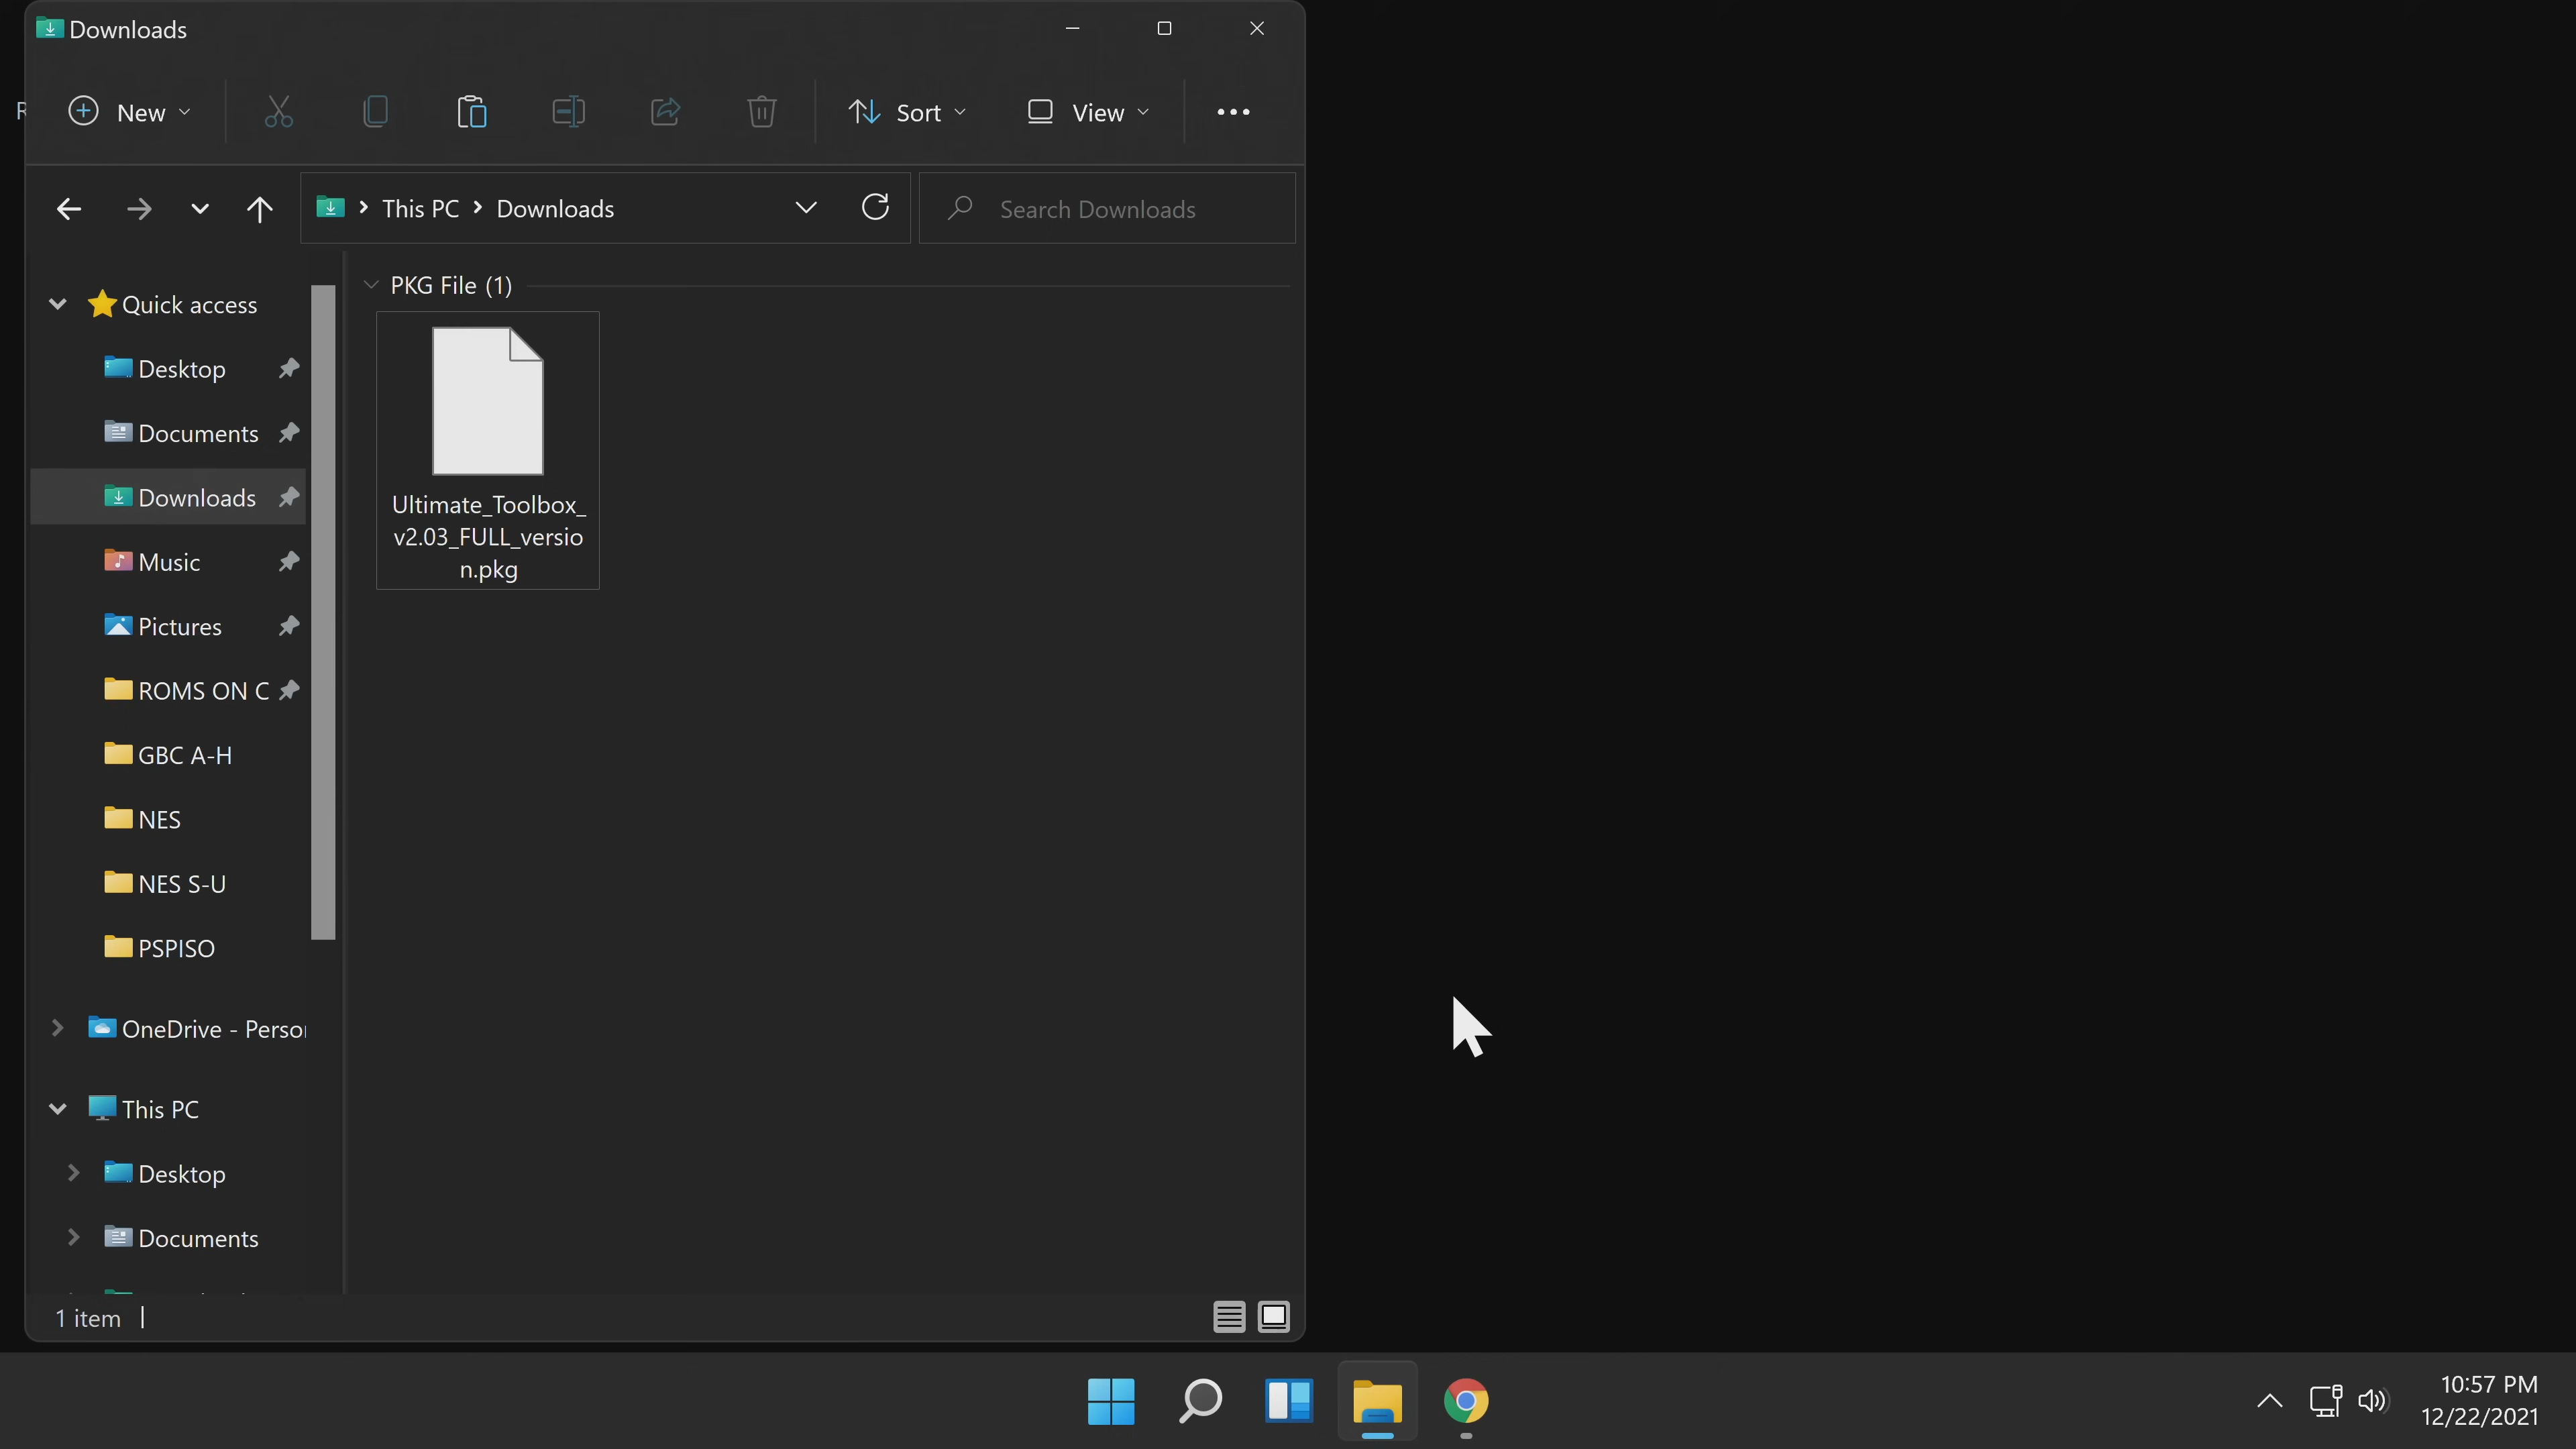 Downloads
New
Sort
View
This PC
Downloads
Search Downloads
Quick access
Desktop
Documents
Downloads
Music
Pictures
ROMS ON C
GBC A-H
NES
NES S-U
PSPISO
OneDrive - Perso
This PC
Desktop
Documents
PKG File (1)
Ultimate_Toolbox_
v2.03_FULL_versio
n.pkg
1 item
10:57 PM
12/22/2021